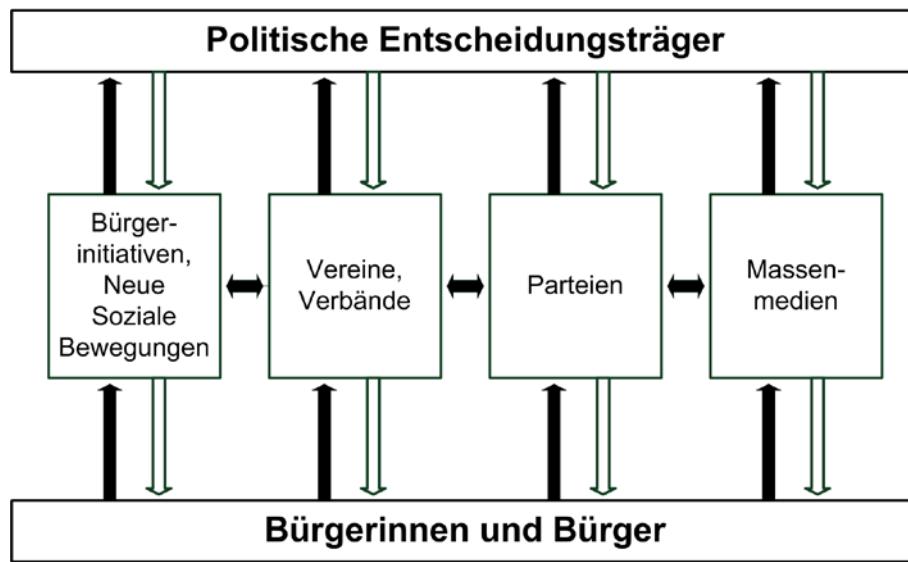 Politische Entscheidungsträger
Bürger-
initiativen,
Neue
Soziale
Bewegungen
Vereine,
Verbände
Parteien
Massen-
medien
Bürgerinnen und Bürger